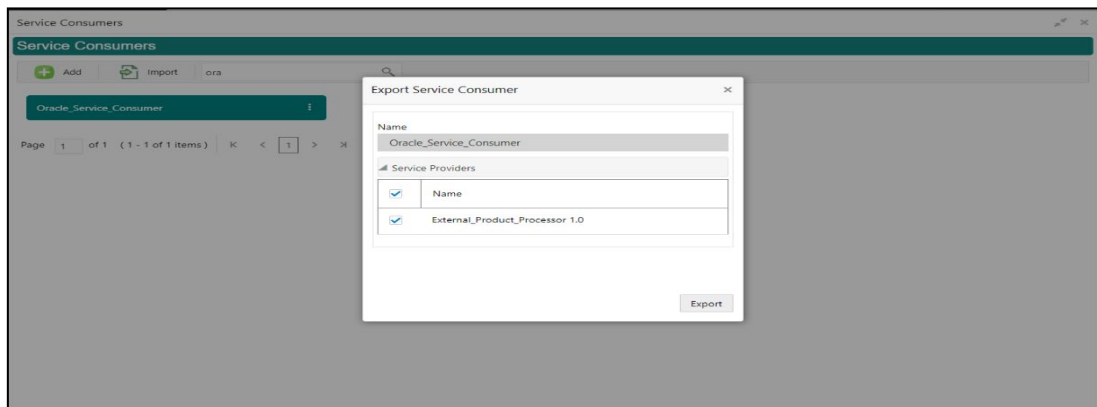 Service Consumers
Service Consumers
Add Import ora
Oracle_Service_Consumer
Page 1 of 1 (1 - 1 of 1 items) K < 1 > >|
Export Service Consumer
Name
Oracle_Service_Consumer
Service Providers
Name
External_Product_Processor 1.0
Export